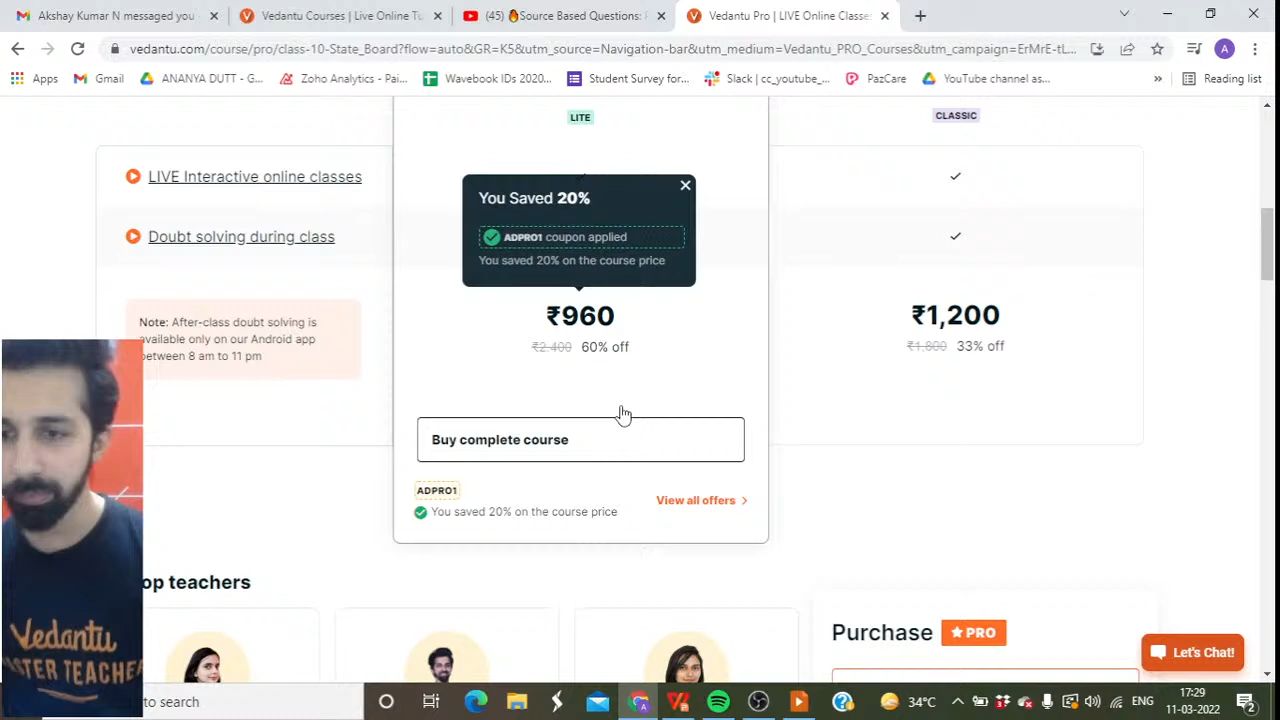 Akshay Kumar N messaged you
Vedantu Courses | Live Online Tu
(45) 🔥Source Based Questions:
Vedantu Pro | LIVE Online Classes
vedantu.com/course/pro/class-10-State_Board?flow=auto&GR=K5&utm_source=Navigation-bar&utm_medium=Vedantu_PRO_Courses&utm_campaign=ErMrE-tL...
A
Apps
Gmail
ANANYA DUTT - G...
Zoho Analytics - Pai...
Wavebook IDs 2020...
Student Survey for...
Slack | cc_youtube_...
PazCare
YouTube channel as...
»
Reading list
LITE
CLASSIC
LIVE Interactive online classes
You Saved 20%
Doubt solving during class
ADPRO1 coupon applied
You saved 20% on the course price
Note: After-class doubt solving is
available only on our Android app
between 8 am to 11 pm
₹960
₹2,400 60% off
₹1,200
₹1,800 33% off
Buy complete course
ADPRO1
You saved 20% on the course price
View all offers
op teachers
Purchase
PRO
Let's Chat!
Vedantu
ASTER TEACHE
to search
34°C
ENG
17:29
11-03-2022
2